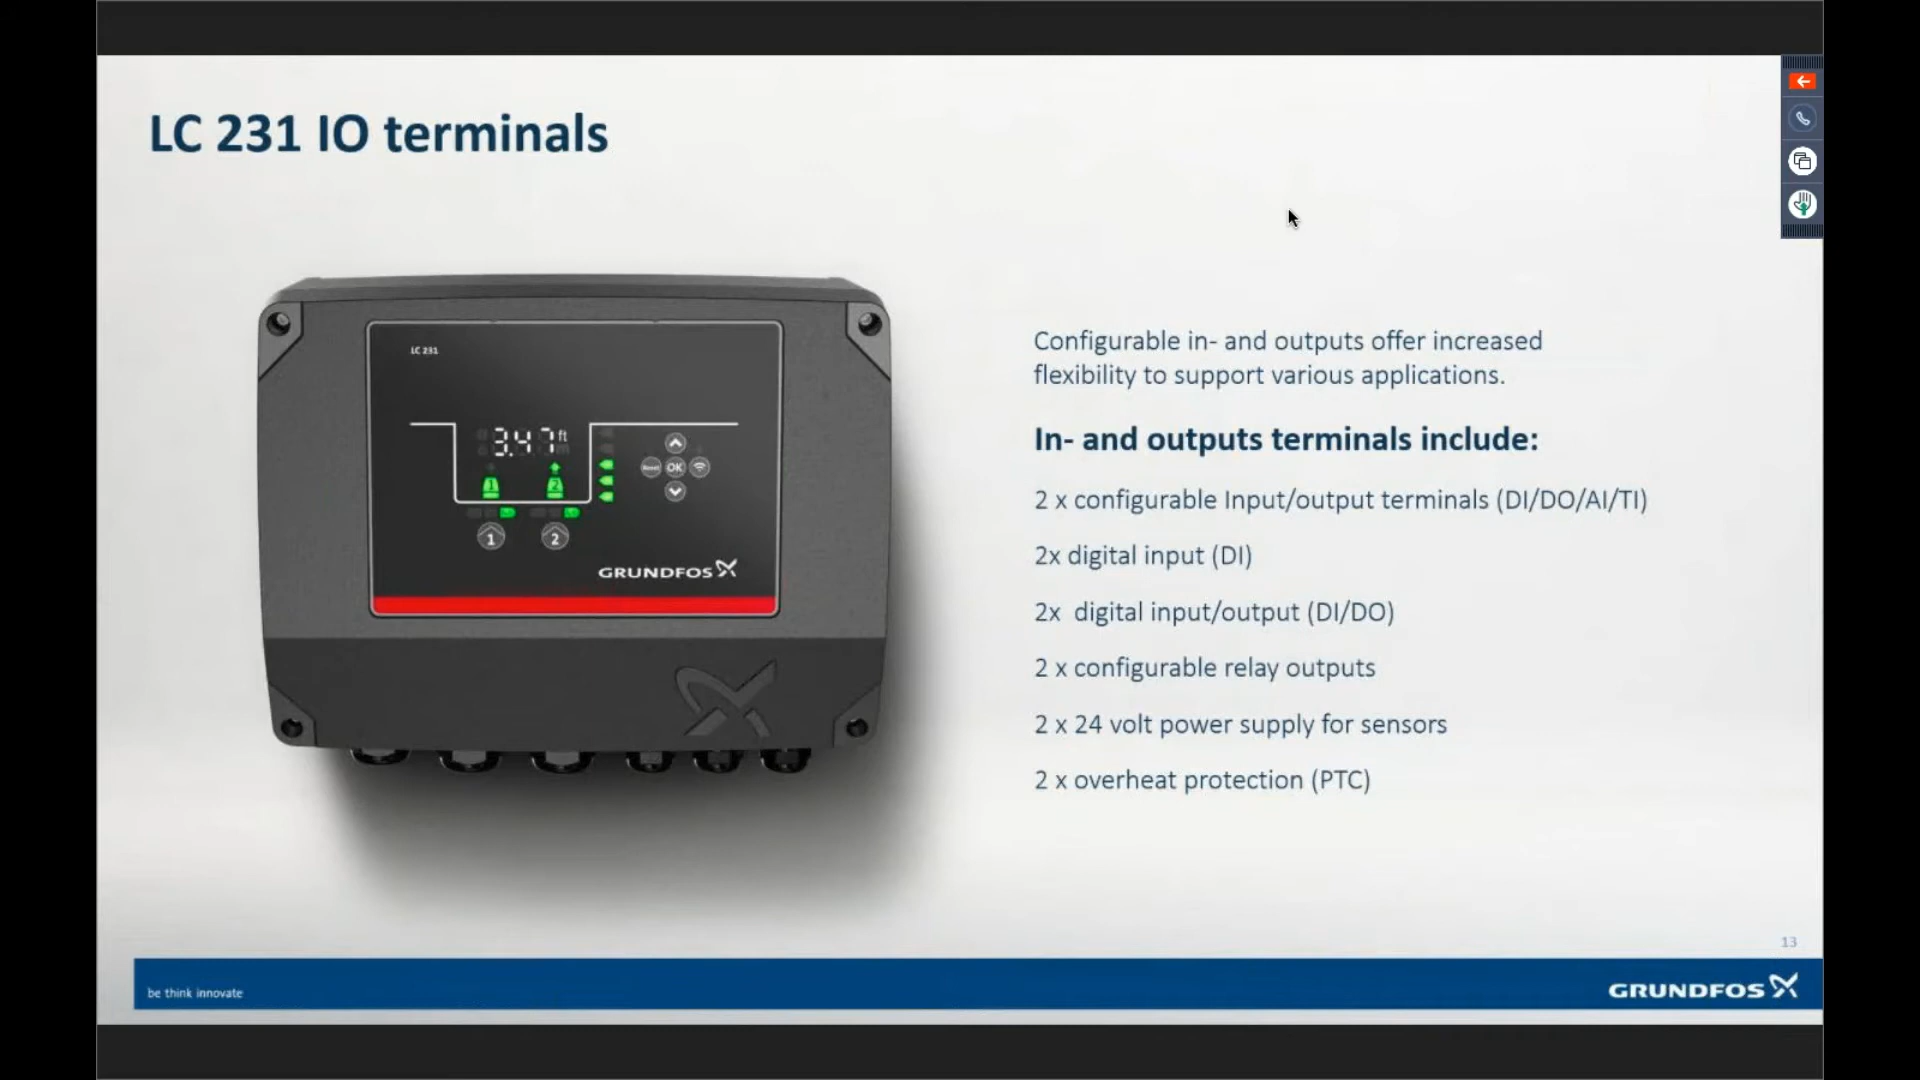 LC 231 IO terminals
LC 231
3.47 ft
1 2
Reset OK
1 2
GRUNDFOS
Configurable in- and outputs offer increased
flexibility to support various applications.
In- and outputs terminals include:
2 x configurable Input/output terminals (DI/DO/AI/TI)
2x digital input (DI)
2x digital input/output (DI/DO)
2 x configurable relay outputs
2 x 24 volt power supply for sensors
2 x overheat protection (PTC)
13
be think innovate
GRUNDFOS